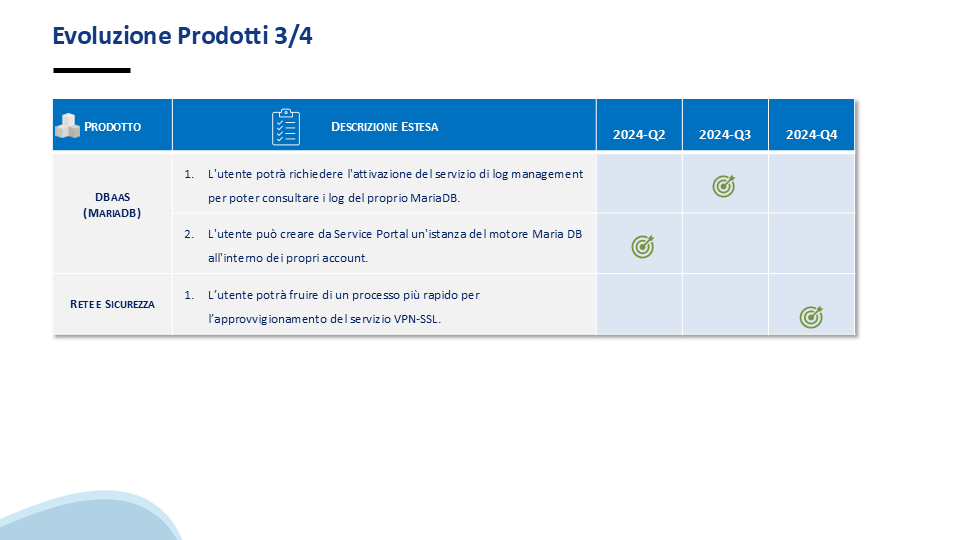 Evoluzione Prodotti 3/4
PRODOTTO
DESCRIZIONE ESTESA
2024-Q2
2024-Q3
2024-Q4
DBAAS
(MARIADB)
1. L'utente potrà richiedere l'attivazione del servizio di log management
per poter consultare i log del proprio MariaDB.
2. L'utente può creare da Service Portal un'istanza del motore Maria DB
all'interno dei propri account.
RETE E SICUREZZA
1. L’utente potrà fruire di un processo più rapido per
l’approvvigionamento del servizio VPN-SSL.